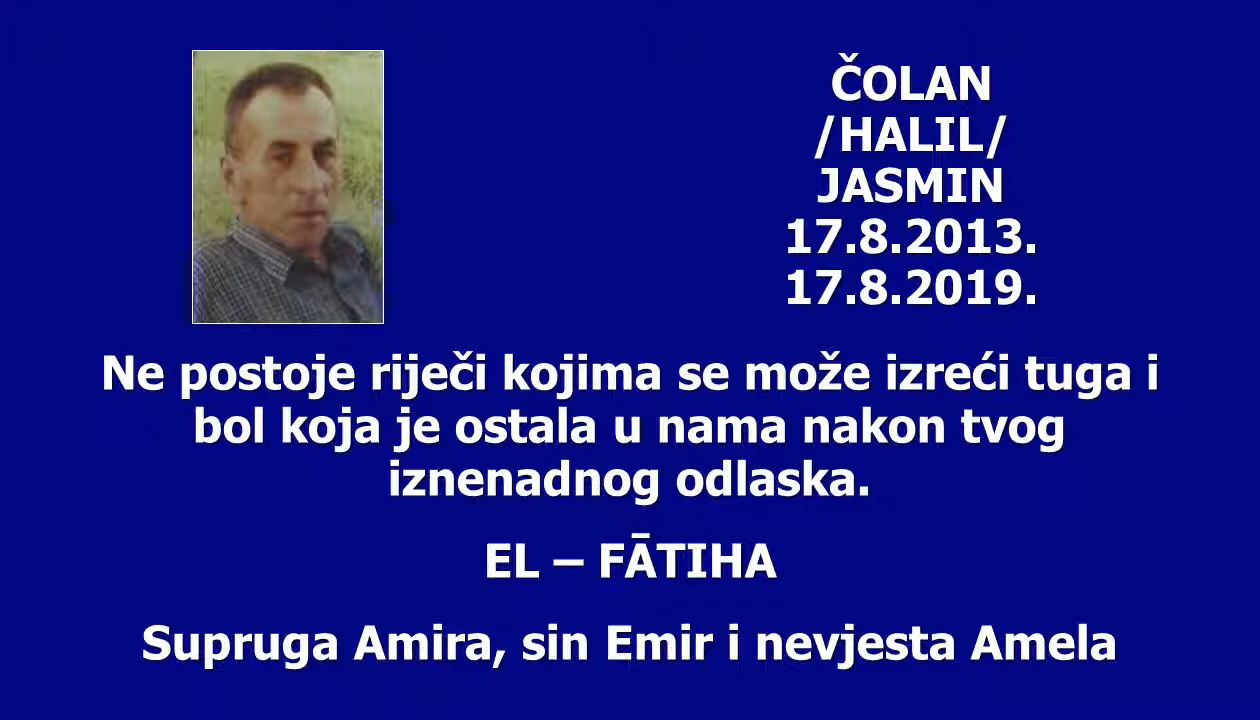 ČOLAN
/HALIL/
JASMIN
17.8.2013.
17.8.2019.
Ne postoje riječi kojima se može izreći tuga i
bol koja je ostala u nama nakon tvog
iznenadnog odlaska.
EL – FĀTIHA
Supruga Amira, sin Emir i nevjesta Amela